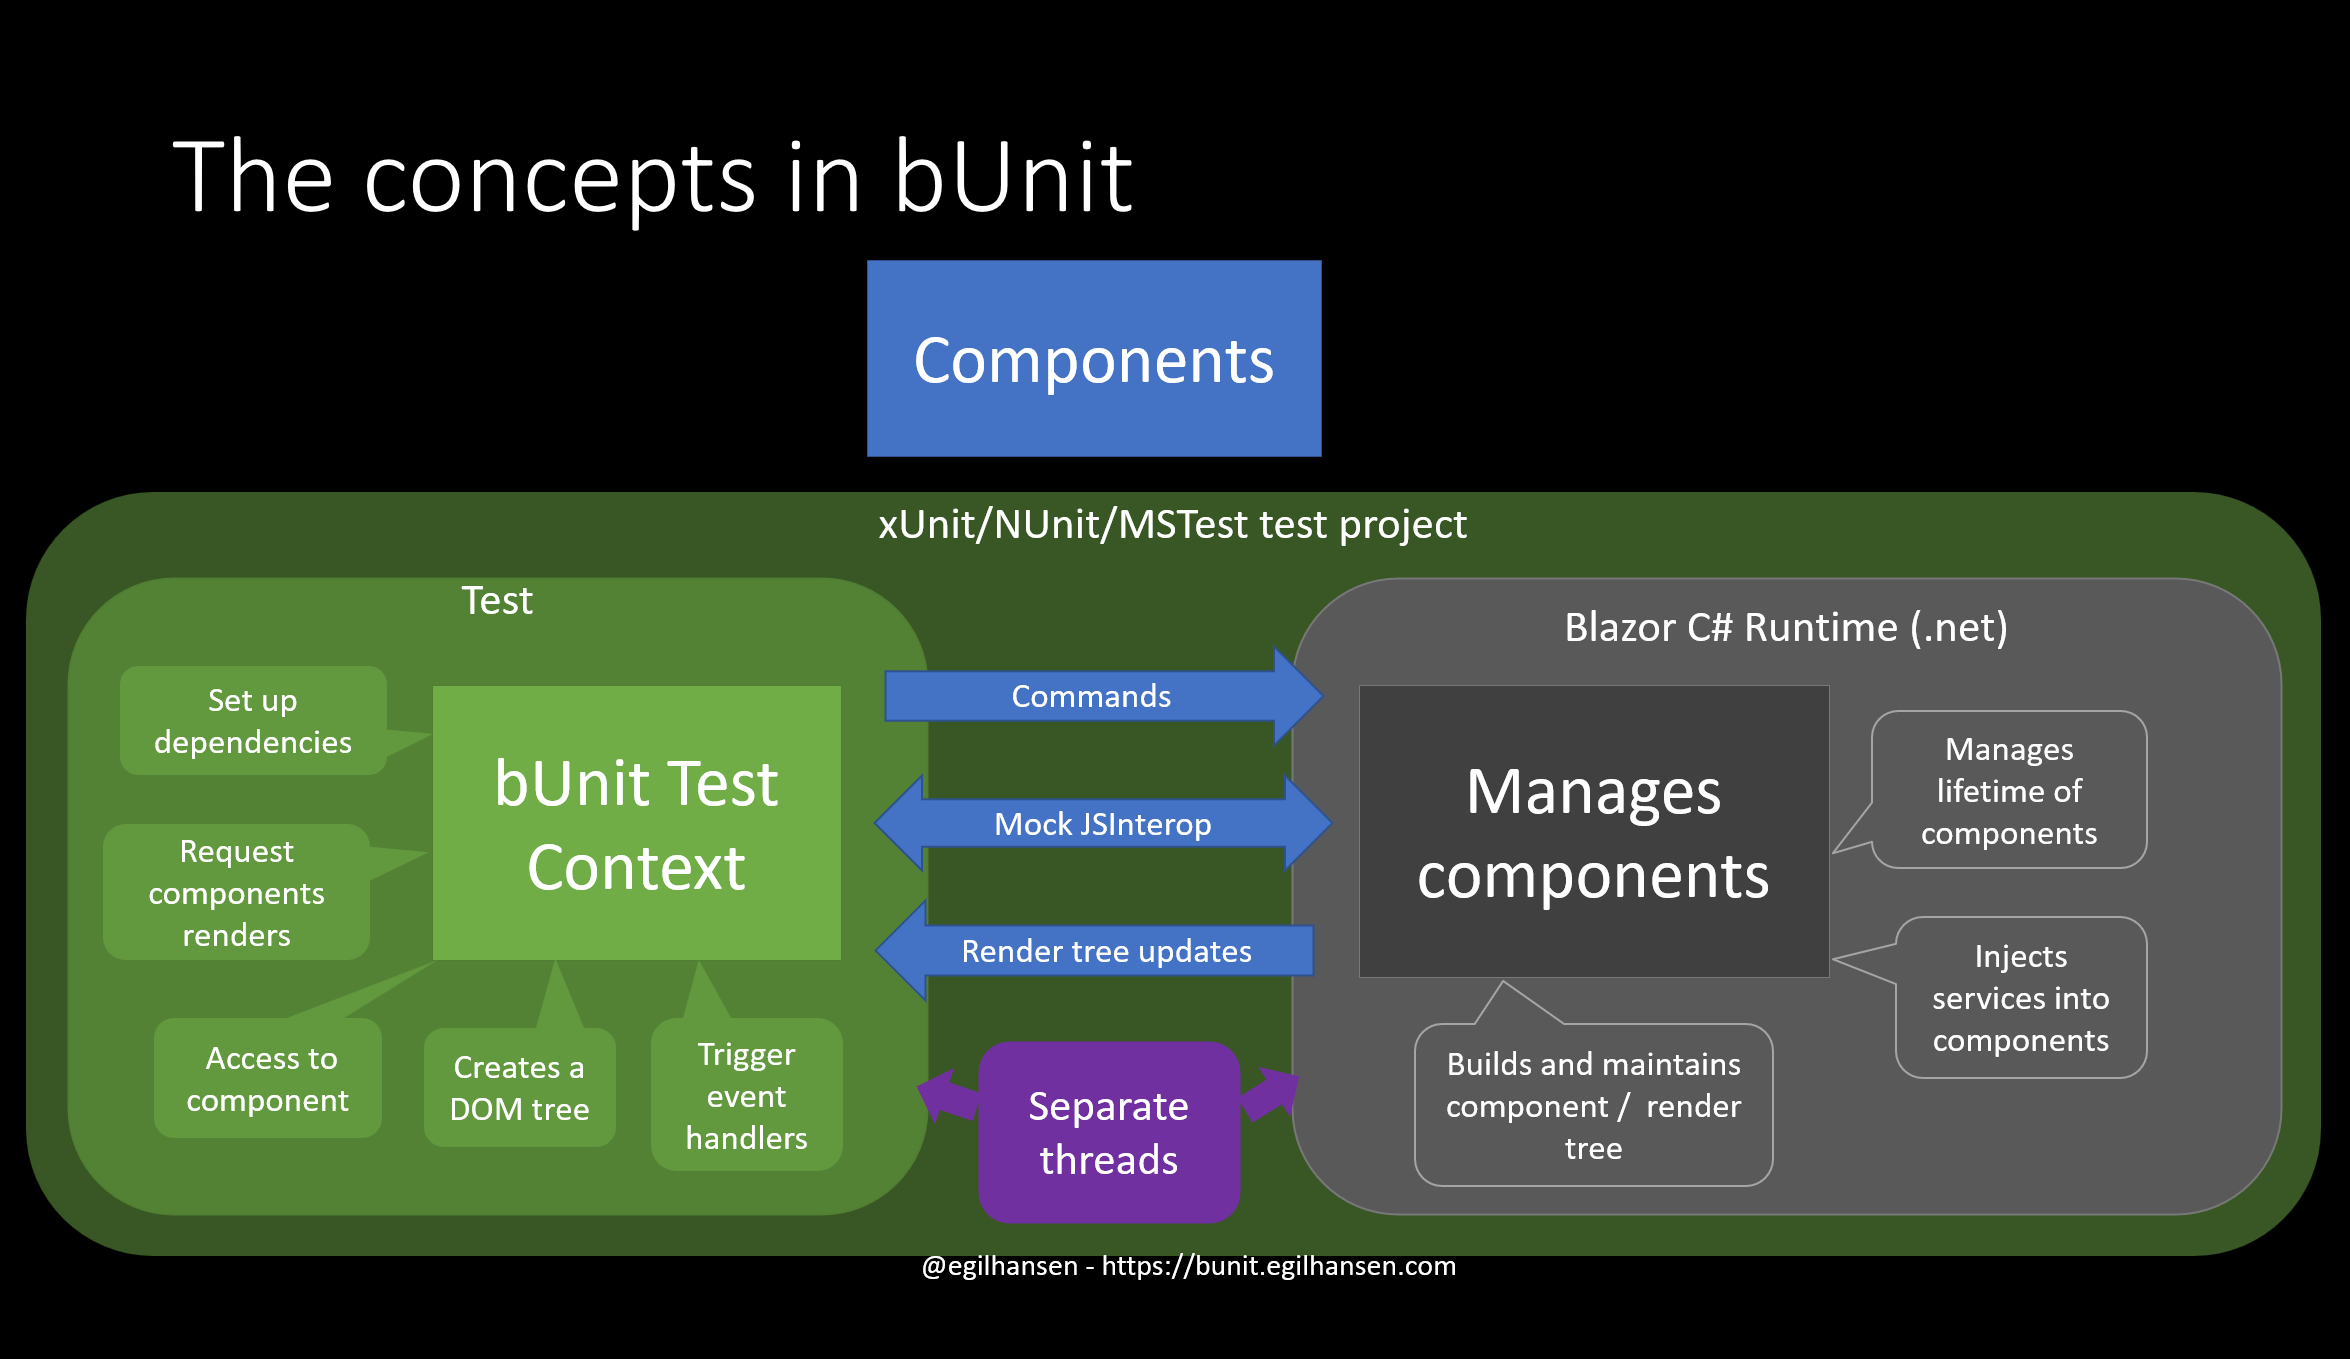 The concepts in bUnit
Components
xUnit/NUnit/MSTest test project
Test
Set up
dependencies
Request
components
renders
bUnit Test
Context
Access to
component
Creates a
DOM tree
Trigger
event
handlers
Commands
Mock JSInterop
Render tree updates
Separate
threads
Blazor C# Runtime (.net)
Manages
components
Manages
lifetime of
components
Injects
services into
components
Builds and maintains
component / render
tree
@egilhansen - https://bunit.egilhansen.com